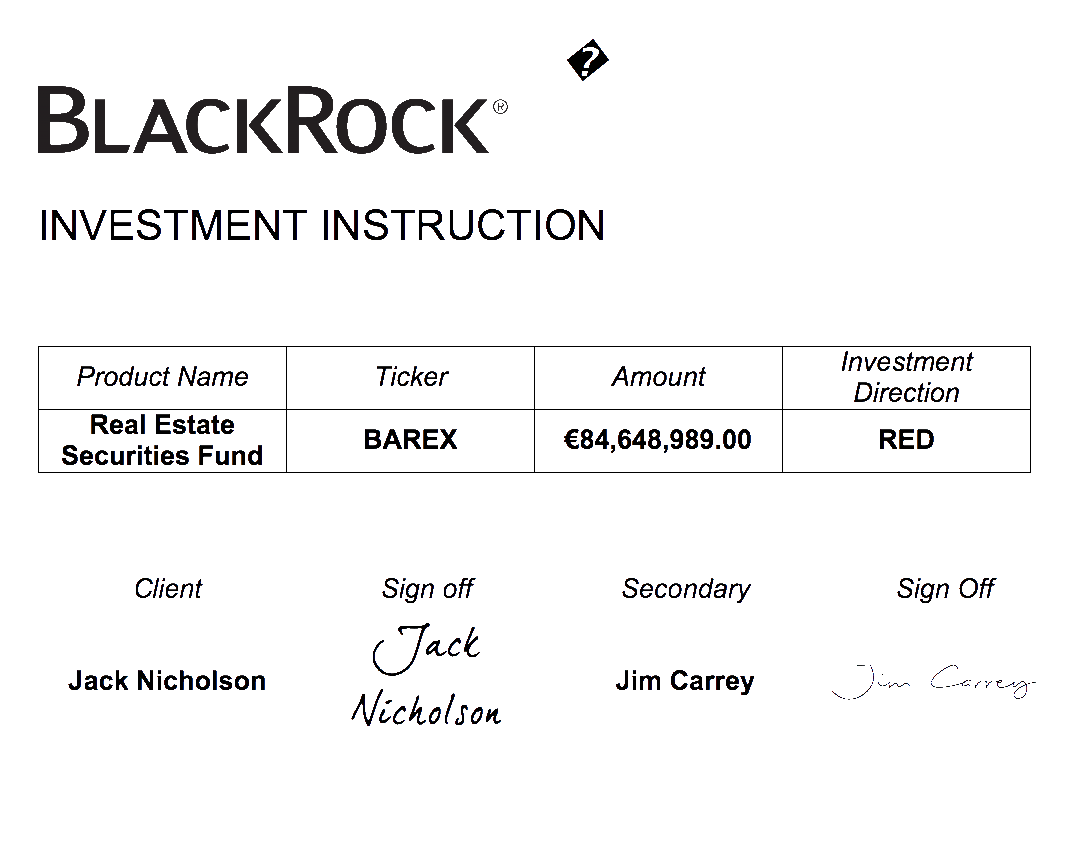 �
BLACKROCK®
INVESTMENT INSTRUCTION
Product Name Ticker Amount Investment Direction
Real Estate Securities Fund BAREX €84,648,989.00 RED
Client Sign off Secondary Sign Off
Jack Nicholson Jack Nicholson Jim Carrey Jim Carrey